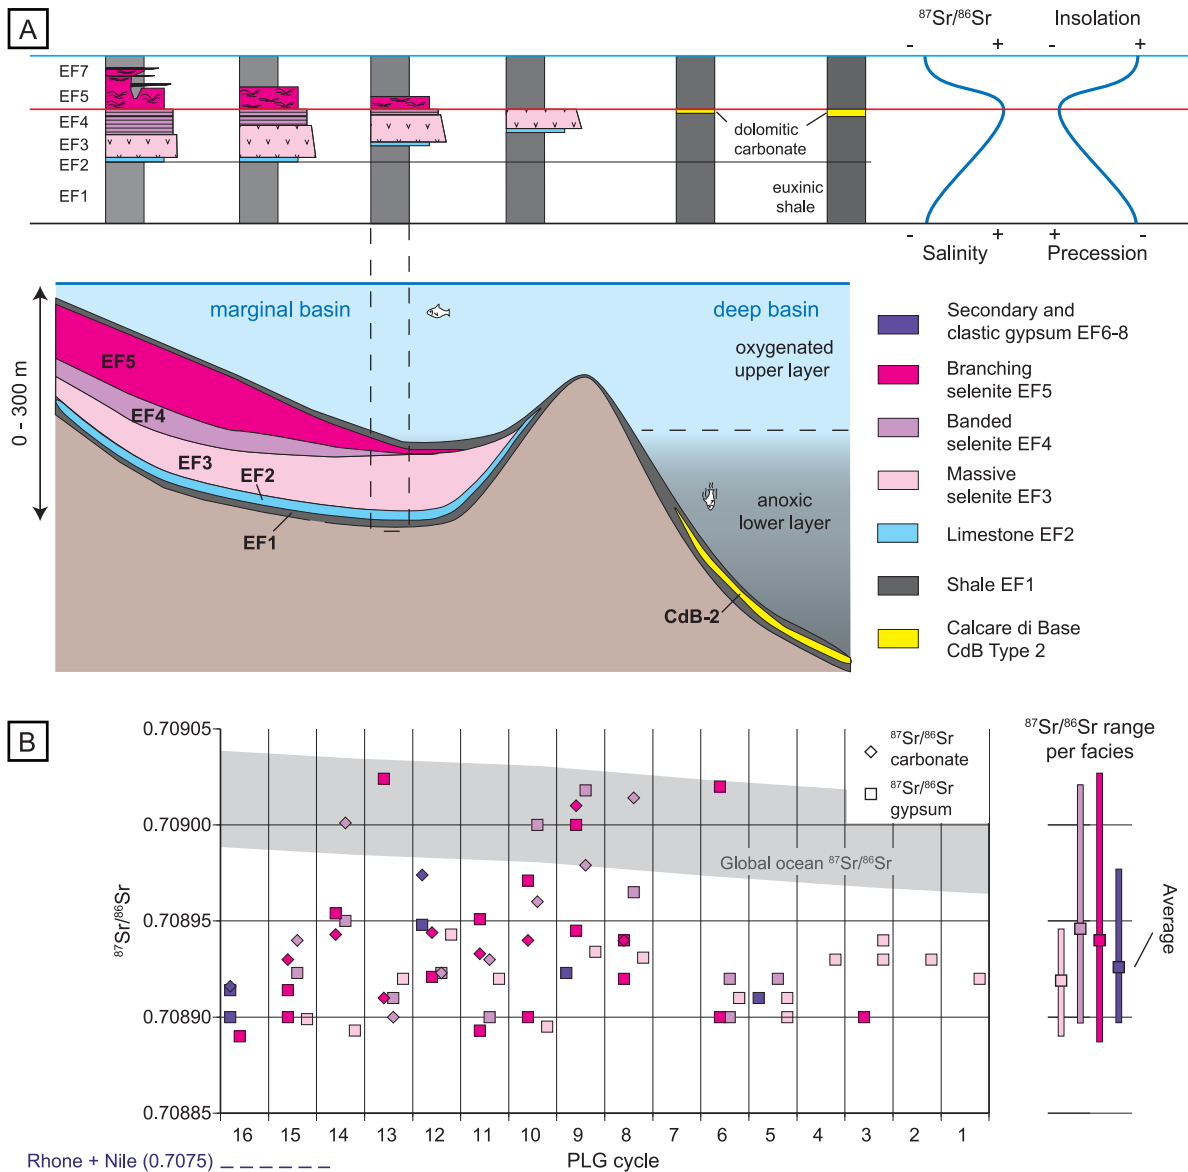 A
⁸⁷Sr/⁸⁶Sr
Insolation
- + - +
EF7
EF5
EF4
EF3
EF2
EF1
dolomitic
carbonate
euxinic
shale
- + + -
Salinity
Precession
0 - 300 m
marginal basin
deep basin
oxygenated
upper layer
anoxic
lower layer
EF5
EF4
EF3
EF2
EF1
CdB-2
Secondary and
clastic gypsum EF6-8
Branching
selenite EF5
Banded
selenite EF4
Massive
selenite EF3
Limestone EF2
Shale EF1
Calcare di Base
CdB Type 2
B
⁸⁷Sr/⁸⁶Sr
0.70905
0.70900
0.70895
0.70890
0.70885
⁸⁷Sr/⁸⁶Sr
carbonate
⁸⁷Sr/⁸⁶Sr
gypsum
Global ocean ⁸⁷Sr/⁸⁶Sr
⁸⁷Sr/⁸⁶Sr range
per facies
Average
16 15 14 13 12 11 10 9 8 7 6 5 4 3 2 1
PLG cycle
Rhone + Nile (0.7075)